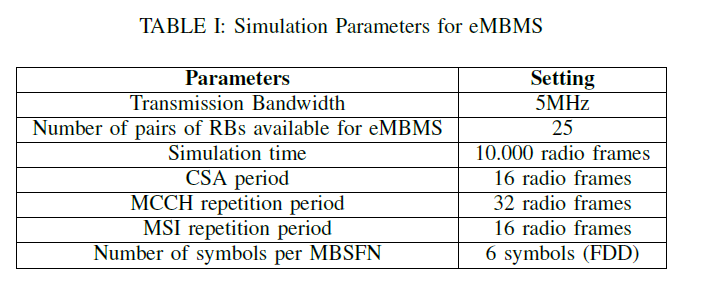 TABLE I: Simulation Parameters for eMBMS
Parameters Setting
Transmission Bandwidth 5MHz
Number of pairs of RBs available for eMBMS 25
Simulation time 10.000 radio frames
CSA period 16 radio frames
MCCH repetition period 32 radio frames
MSI repetition period 16 radio frames
Number of symbols per MBSFN 6 symbols (FDD)